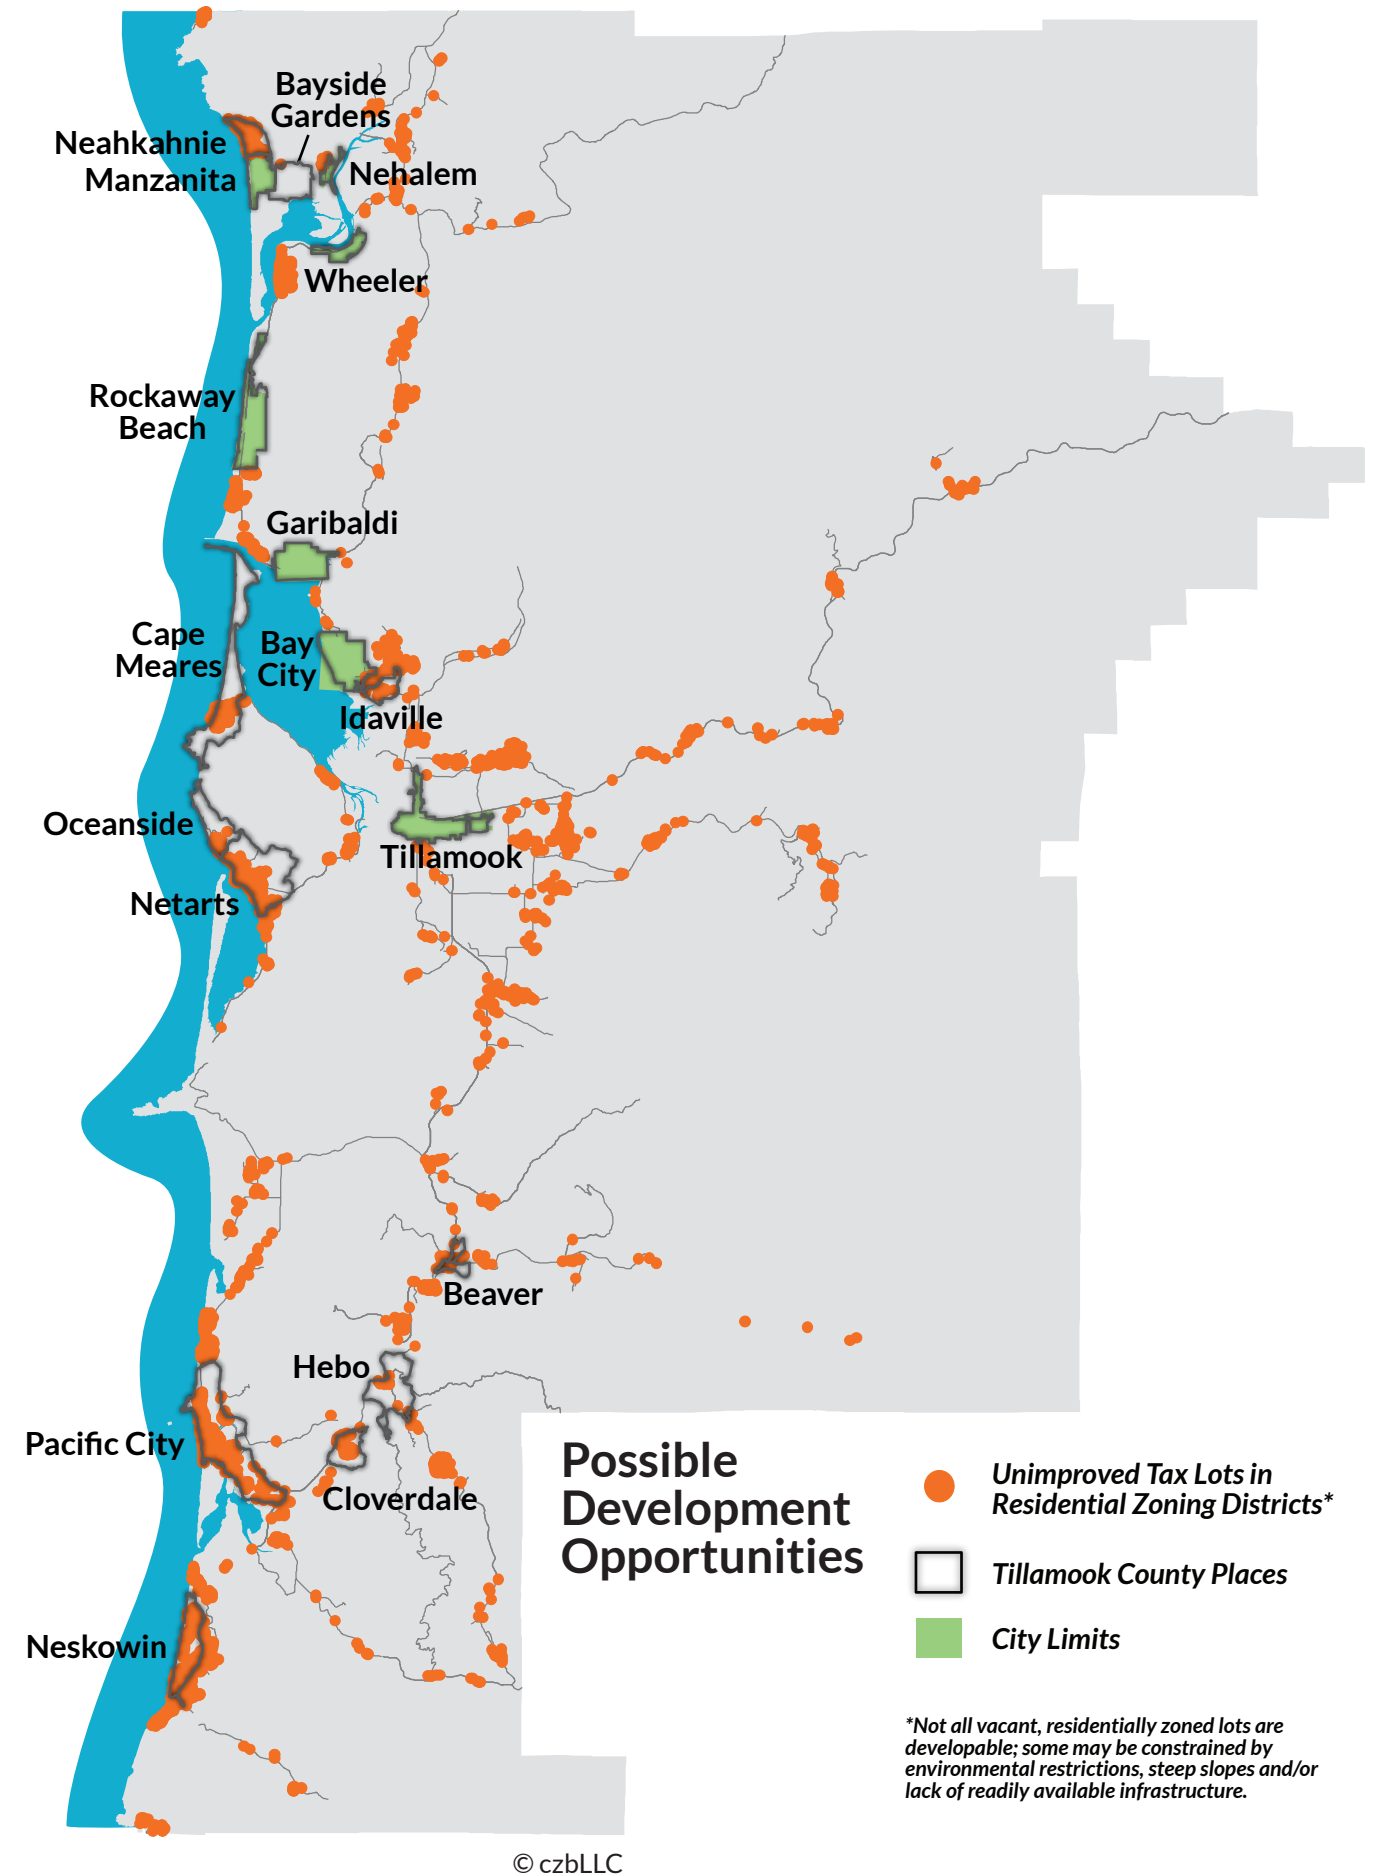 Bayside
Gardens
Neahkahnie
Manzanita
Nehalem
Wheeler
Rockaway
Beach
Garibaldi
Cape
Meares
Bay
City
Idaville
Oceanside
Tillamook
Netarts
Beaver
Hebo
Pacific City
Cloverdale
Neskowin
Possible
Development
Opportunities
Unimproved Tax Lots in
Residential Zoning Districts*
Tillamook County Places
City Limits
*Not all vacant, residentially zoned lots are
developable; some may be constrained by
environmental restrictions, steep slopes and/or
lack of readily available infrastructure.
© czbLLC